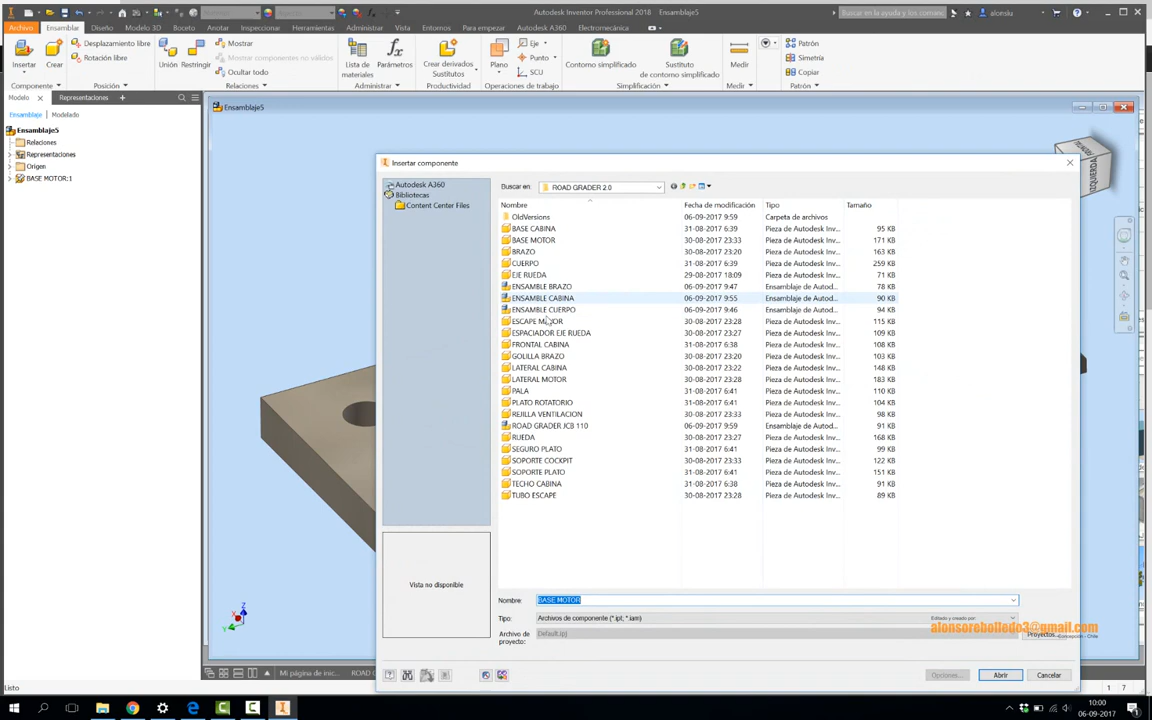 Autodesk Inventor Professional 2018 Ensamblaje5
Buscar en la ayuda y los comanc
alonslu
Archivo Ensamblar Diseño Modelo 3D Boceto Anotar Inspeccionar Herramientas Administrar Vista Entornos Para empezar Autodesk A360 Electromecánica
Insertar
Crear
Desplazamiento libre
Rotación libre
Unión Restringir
Mostrar
Mostrar componentes no válidos
Ocultar todo
Lista de materiales
Parámetros
Crear derivados
Sustitutos
Plano
Eje
Punto
SCU
Contorno simplificado
Sustituto
de contorno simplificado
Medir
Patrón
Simetría
Copiar
Componente Posición Relaciones Administrar Productividad Operaciones de trabajo Simplificación Medir Patrón
Modelo Representaciones
Ensamblaje Modelado
Ensamblaje5
Relaciones
Representaciones
Origen
BASE MOTOR:1
Ensamblaje5
IZQUIERDA
Insertar componente
Autodesk A360
Bibliotecas
Content Center Files
Buscar en: ROAD GRADER 2.0
Nombre Fecha de modificación Tipo Tamaño
OldVersions 06-09-2017 9:59 Carpeta de archivos
BASE CABINA 31-08-2017 6:39 Pieza de Autodesk Inv... 95 KB
BASE MOTOR 30-08-2017 23:33 Pieza de Autodesk Inv... 171 KB
BRAZO 30-08-2017 23:20 Pieza de Autodesk Inv... 163 KB
CUERPO 31-08-2017 6:39 Pieza de Autodesk Inv... 259 KB
EJE RUEDA 29-08-2017 18:09 Pieza de Autodesk Inv... 71 KB
ENSAMBLE BRAZO 06-09-2017 9:47 Ensamblaje de Autod... 78 KB
ENSAMBLE CABINA 06-09-2017 9:55 Ensamblaje de Autod... 90 KB
ENSAMBLE CUERPO 06-09-2017 9:46 Ensamblaje de Autod... 94 KB
ESCAPE MOTOR 30-08-2017 23:28 Pieza de Autodesk Inv... 115 KB
ESPACIADOR EJE RUEDA 30-08-2017 23:27 Pieza de Autodesk Inv... 109 KB
FRONTAL CABINA 31-08-2017 6:38 Pieza de Autodesk Inv... 108 KB
GOLILLA BRAZO 30-08-2017 23:20 Pieza de Autodesk Inv... 103 KB
LATERAL CABINA 30-08-2017 23:22 Pieza de Autodesk Inv... 148 KB
LATERAL MOTOR 30-08-2017 23:28 Pieza de Autodesk Inv... 183 KB
PALA 31-08-2017 6:41 Pieza de Autodesk Inv... 110 KB
PLATO ROTATORIO 31-08-2017 6:41 Pieza de Autodesk Inv... 104 KB
REJILLA VENTILACION 30-08-2017 23:33 Pieza de Autodesk Inv... 98 KB
ROAD GRADER JCB 110 06-09-2017 9:59 Ensamblaje de Autod... 91 KB
RUEDA 30-08-2017 23:27 Pieza de Autodesk Inv... 168 KB
SEGURO PLATO 31-08-2017 6:41 Pieza de Autodesk Inv... 99 KB
SOPORTE COCKPIT 30-08-2017 23:33 Pieza de Autodesk Inv... 122 KB
SOPORTE PLATO 31-08-2017 6:41 Pieza de Autodesk Inv... 151 KB
TECHO CABINA 31-08-2017 6:38 Pieza de Autodesk Inv... 91 KB
TUBO ESCAPE 30-08-2017 23:28 Pieza de Autodesk Inv... 89 KB
Vista no disponible
Nombre: BASE MOTOR
Tipo: Archivos de componente (*.ipt; *.iam)
Archivo de proyecto: Default.ipj
Proyectos...
Editado y creado por:
alonsorebolledo3@gmail.com
Concepción - Chile
Opciones... Abrir Cancelar
Mi página de inic... ROAD G
Listo
1 7
10:00
06-09-2017